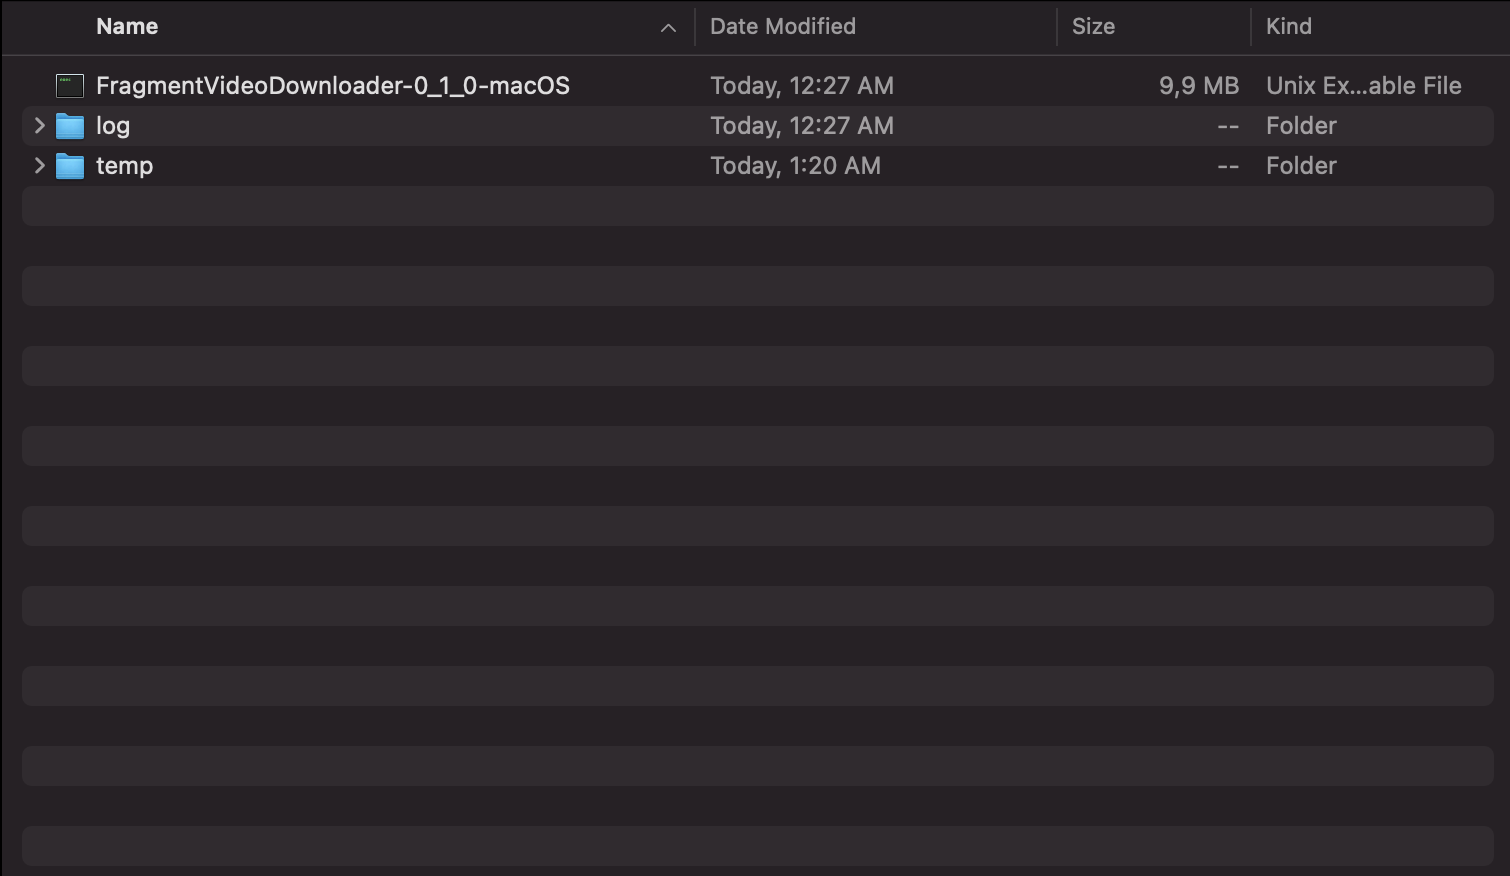 Name Date Modified Size Kind
FragmentVideoDownloader-0_1_0-macOS Today, 12:27 AM 9,9 MB Unix Ex...able File
log Today, 12:27 AM -- Folder
temp Today, 1:20 AM -- Folder